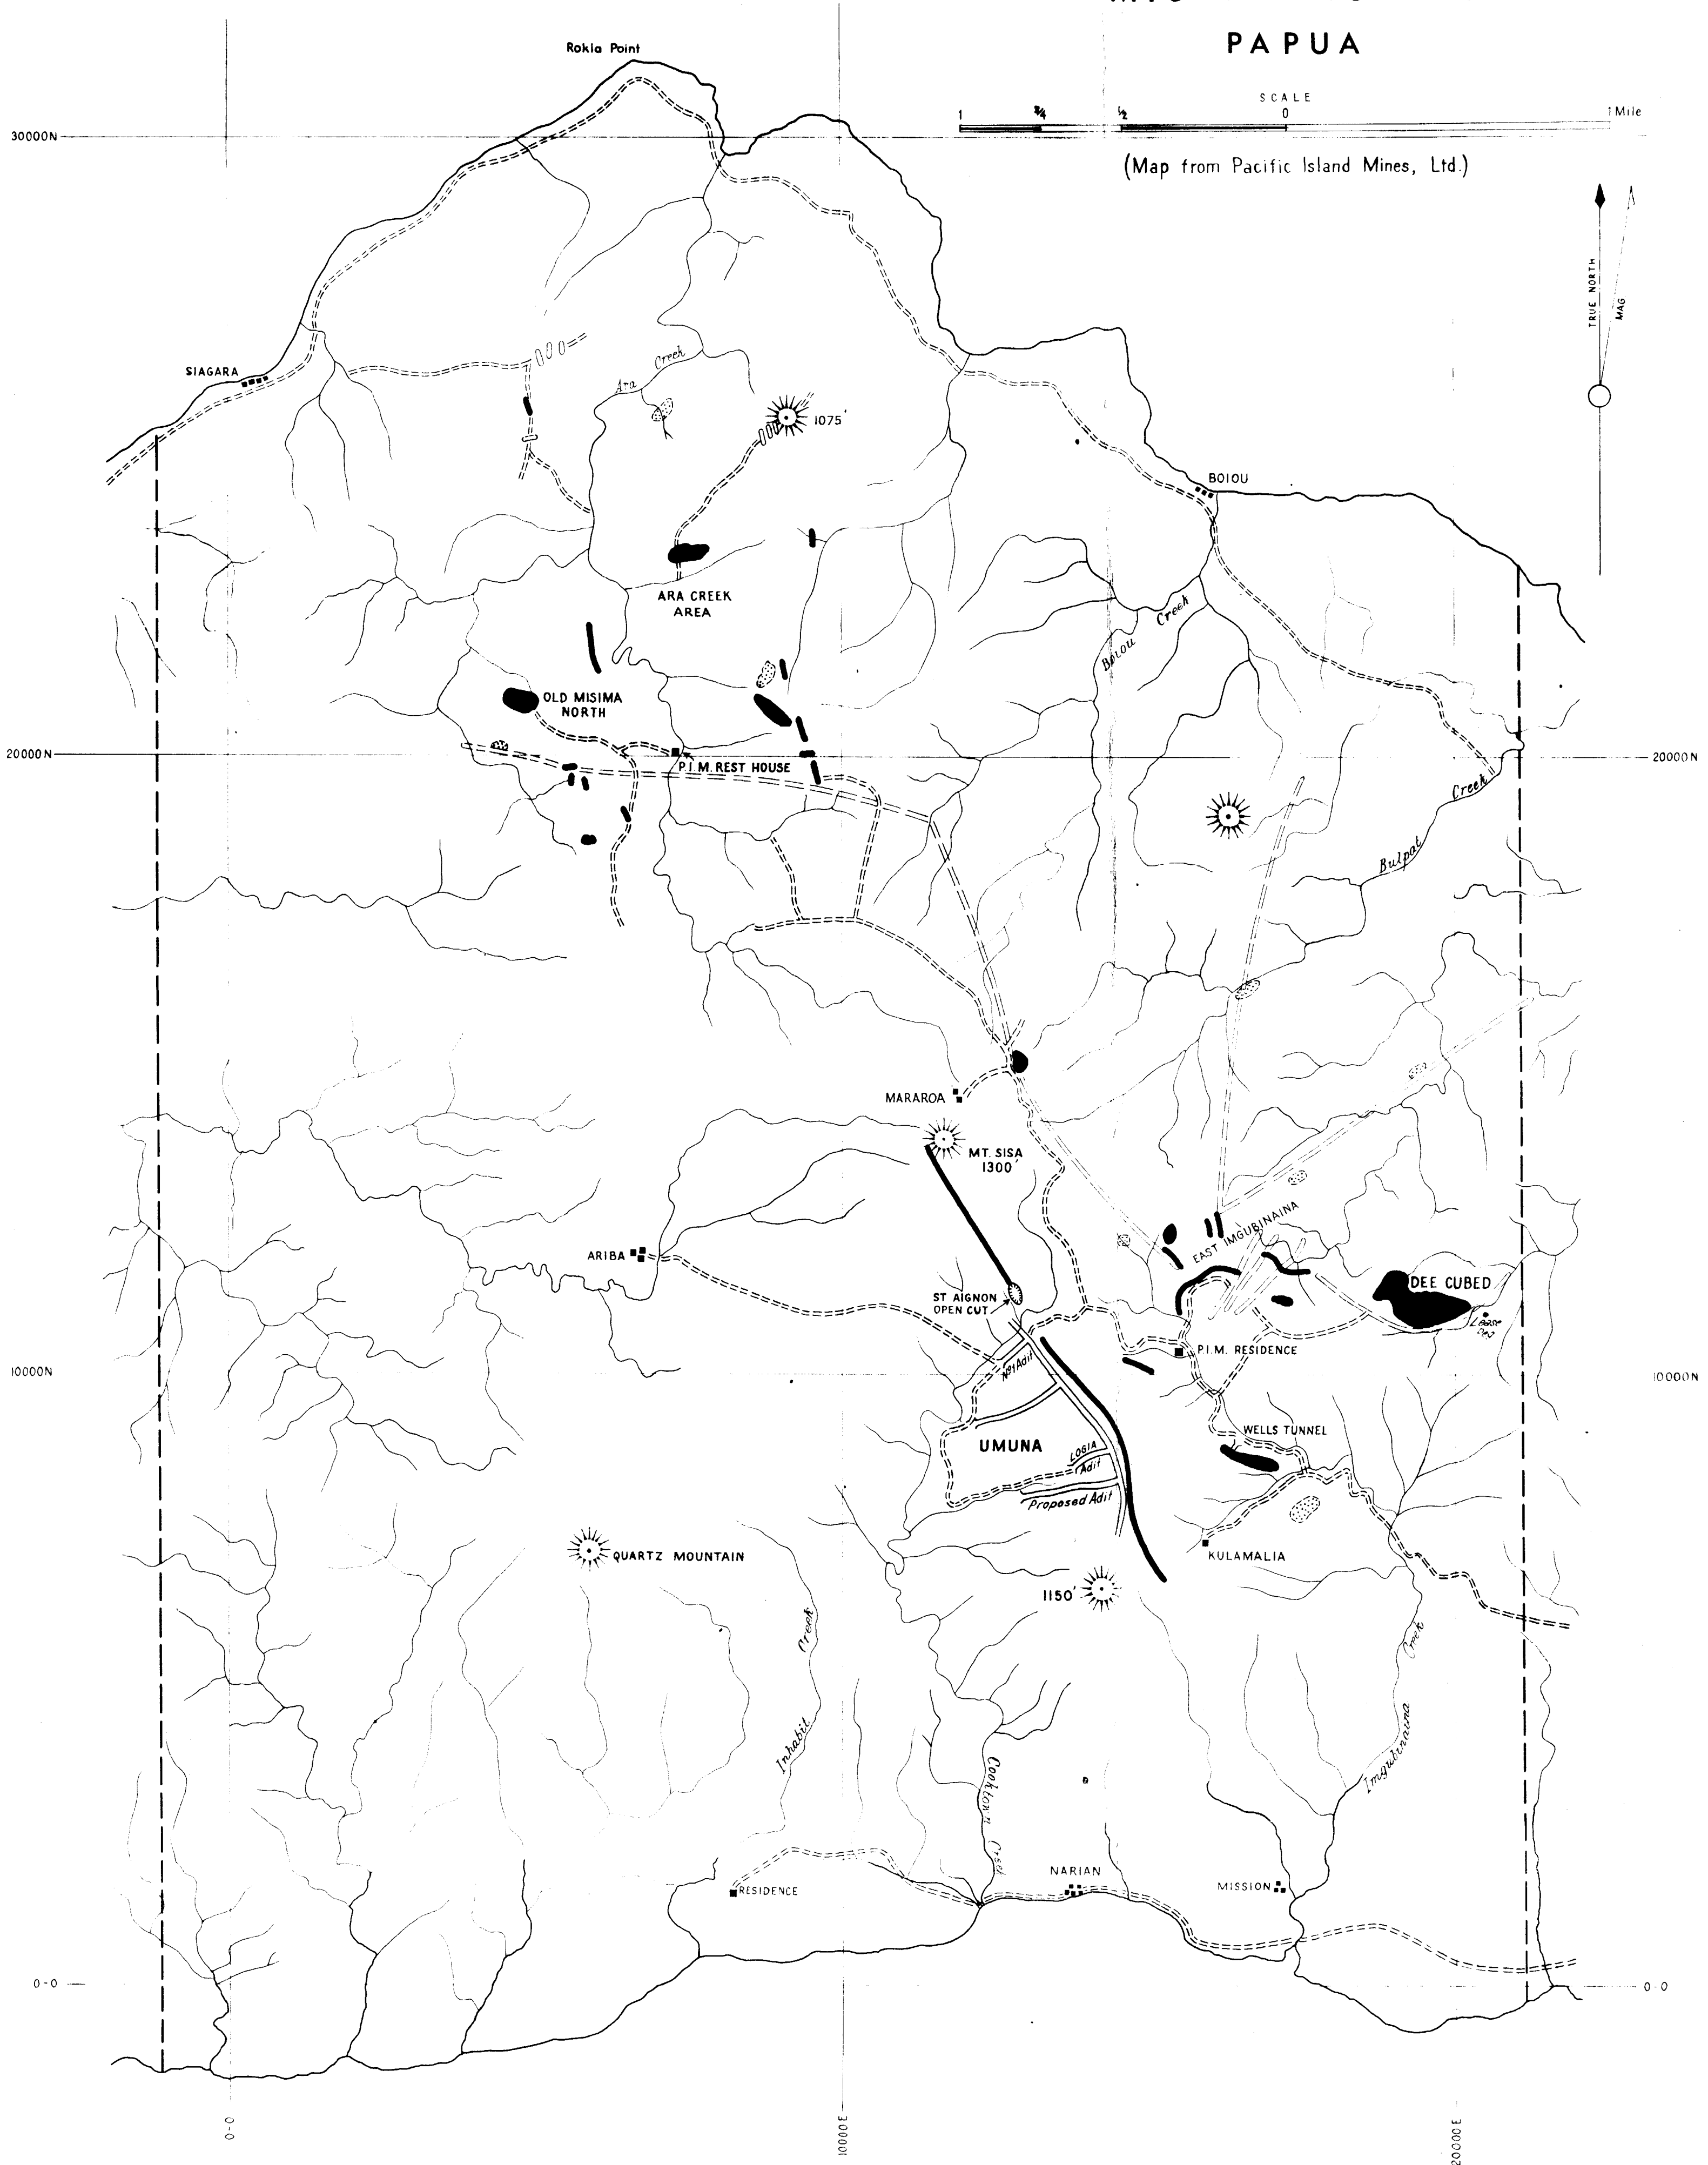 PAPUA
Rokia Point
SCALE
1 3/4 1/2 0 1 Mile
30000N
(Map from Pacific Island Mines, Ltd.)
TRUE NORTH
MAG
SIAGARA
Ara Creek
1075'
BOIOU
ARA CREEK
AREA
Boiou Creek
OLD MISIMA
NORTH
20000N
P.I.M. REST HOUSE
20000N
Bulpat Creek
MARAROA
MT. SISA
1300'
EAST IMGUBINAINA
ARIBA
DEE CUBED
ST AIGNON
OPEN CUT
Lease
Peg
P.I.M. RESIDENCE
Nº1 Adit
10000N
10000N
WELLS TUNNEL
UMUNA
LOGIA
Adit
Proposed Adit
QUARTZ MOUNTAIN
KULAMALIA
1150'
Inhabit Creek
Imgubinaina Creek
Cooktown
NARIAN
RESIDENCE
MISSION
0-0
0-0
0-0
10000E
20000E